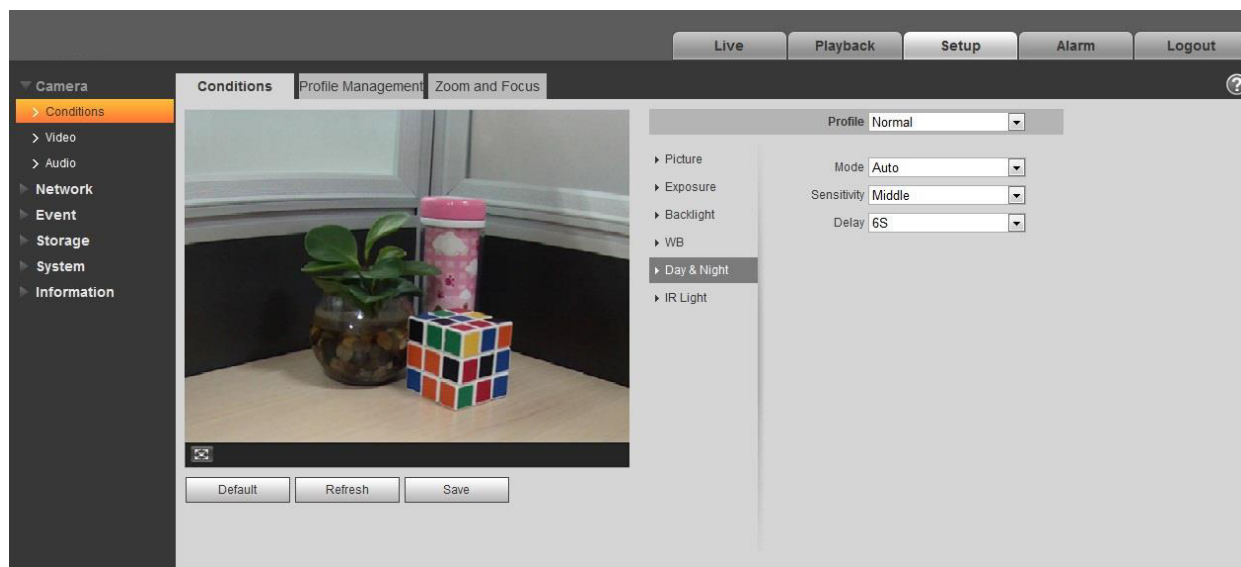 Live Playback Setup Alarm Logout
Camera
Conditions
Video
Audio
Network
Event
Storage
System
Information
Conditions Profile Management Zoom and Focus
?
Profile Normal
Picture
Exposure
Backlight
WB
Day & Night
IR Light
Mode Auto
Sensitivity Middle
Delay 6S
Default Refresh Save